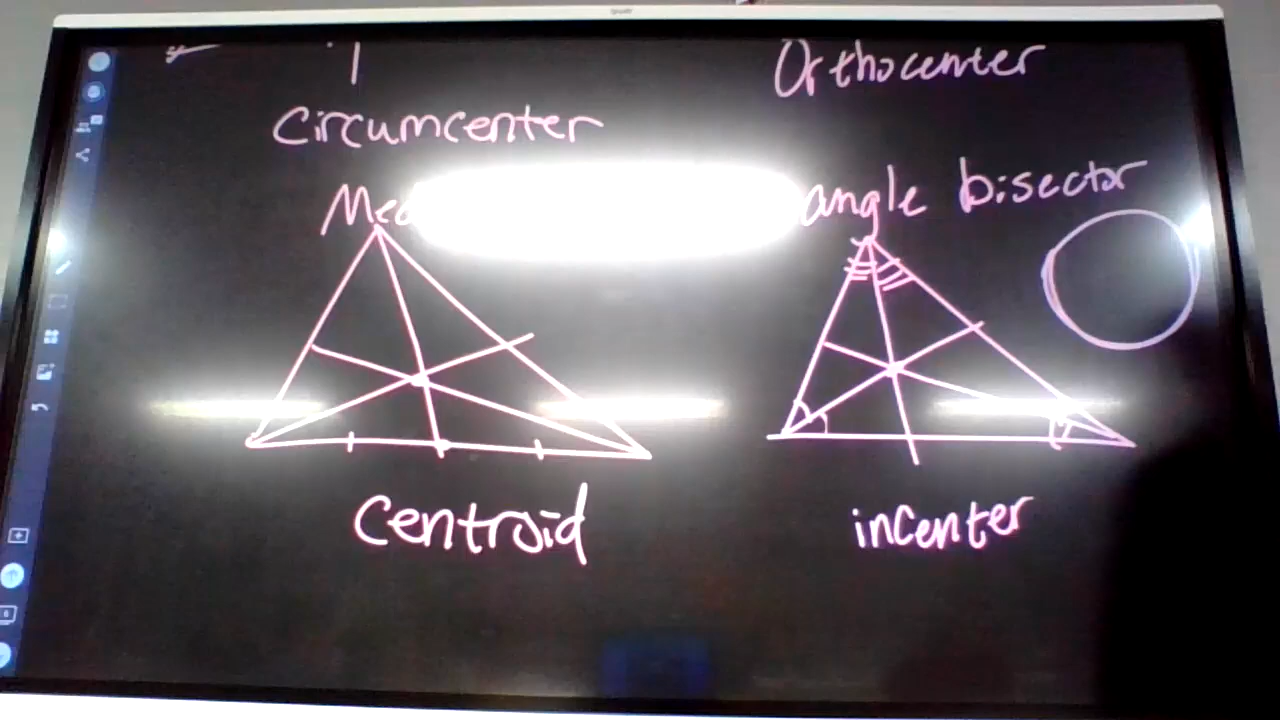 Orthocenter
Circumcenter
angle bisector
Centroid
incenter